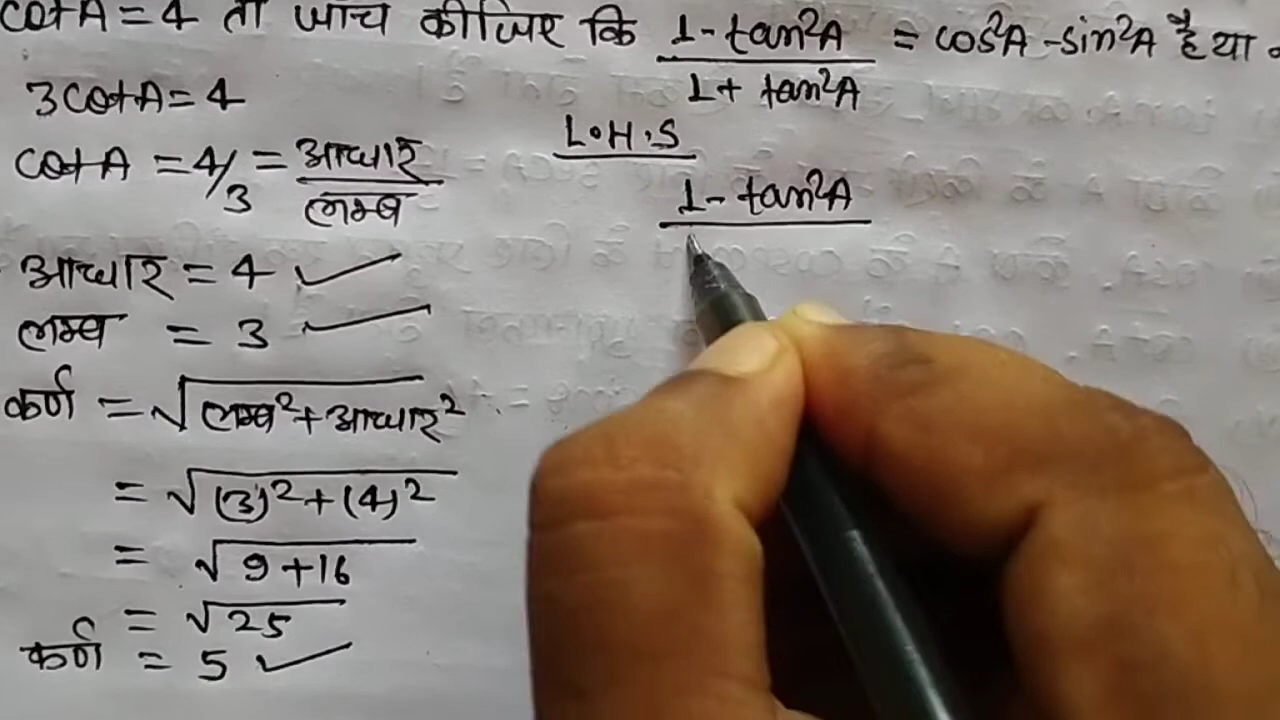 cotA = 4 तो जाँच कीजिए कि (1 - tan²A)/(1 + tan²A) = cos²A - sin²A है या
3cotA = 4
cotA = 4/3 = आधार/लम्ब
आधार = 4 ✓
लम्ब = 3 ✓
कर्ण = √(लम्ब² + आधार²)
= √((3)² + (4)²)
= √(9 + 16)
= √25
कर्ण = 5 ✓
L.H.S
1 - tan²A